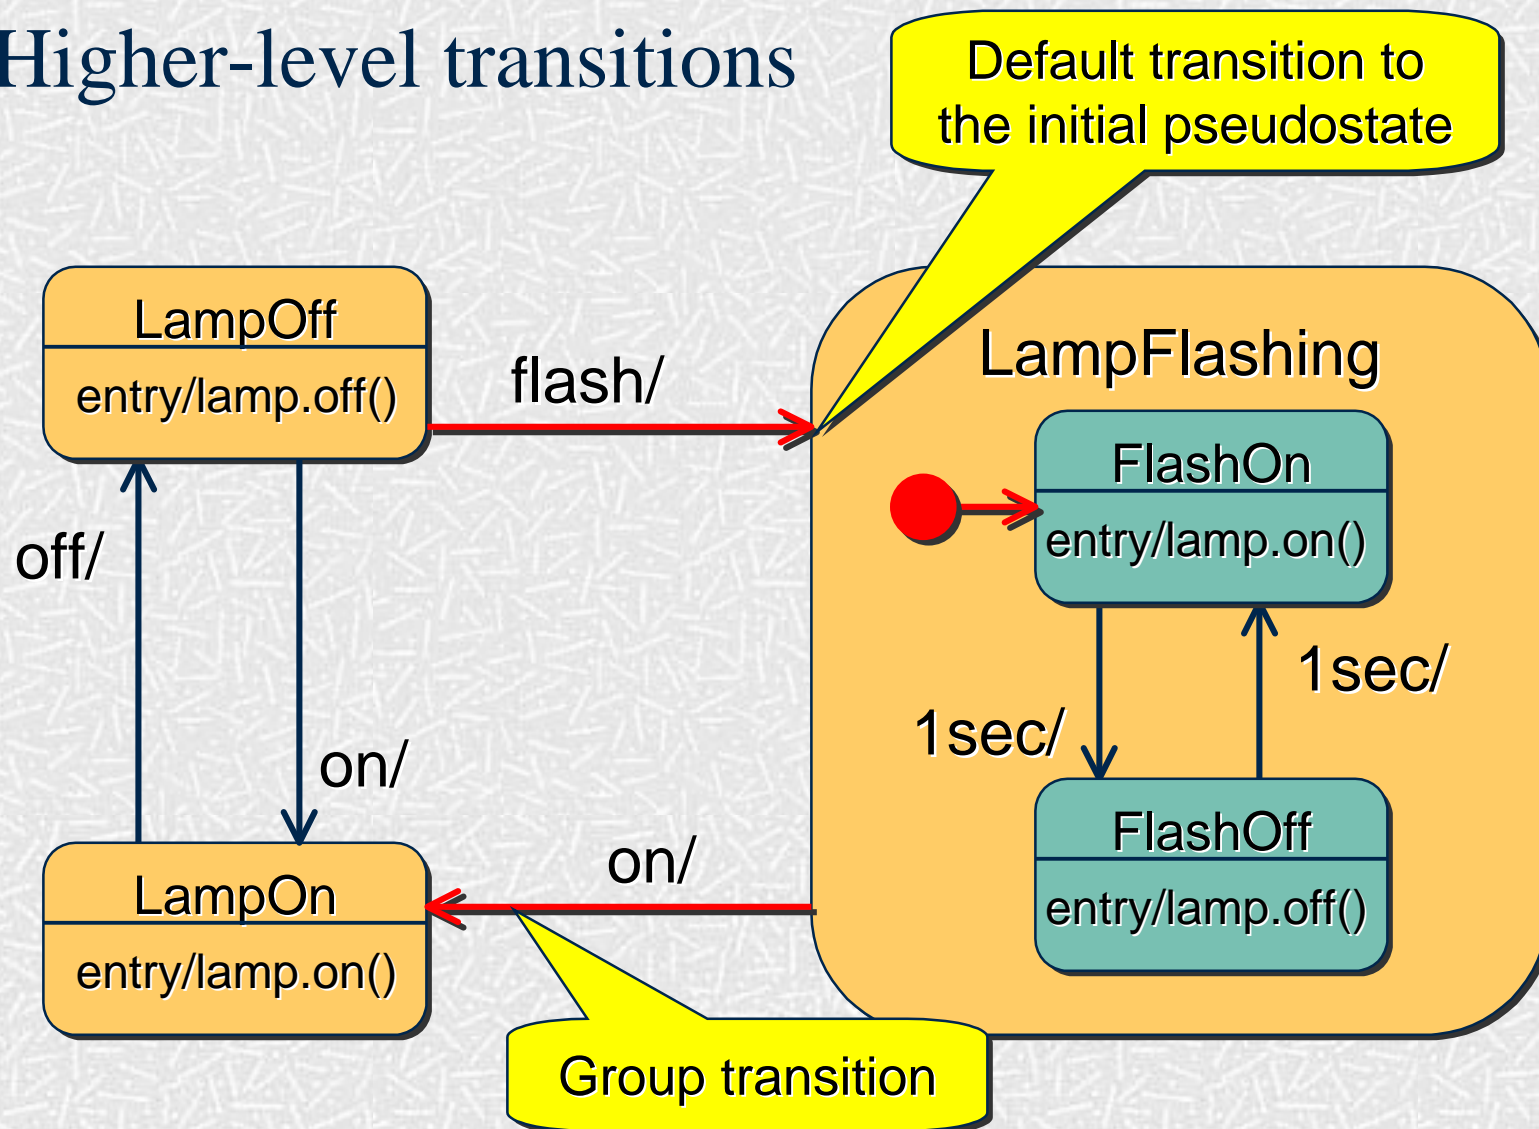 Higher-level transitions
Default transition to
the initial pseudostate
LampOff
entry/lamp.off()
flash/
LampFlashing
FlashOn
entry/lamp.on()
off/
1sec/
1sec/
on/
FlashOff
entry/lamp.off()
on/
LampOn
entry/lamp.on()
Group transition